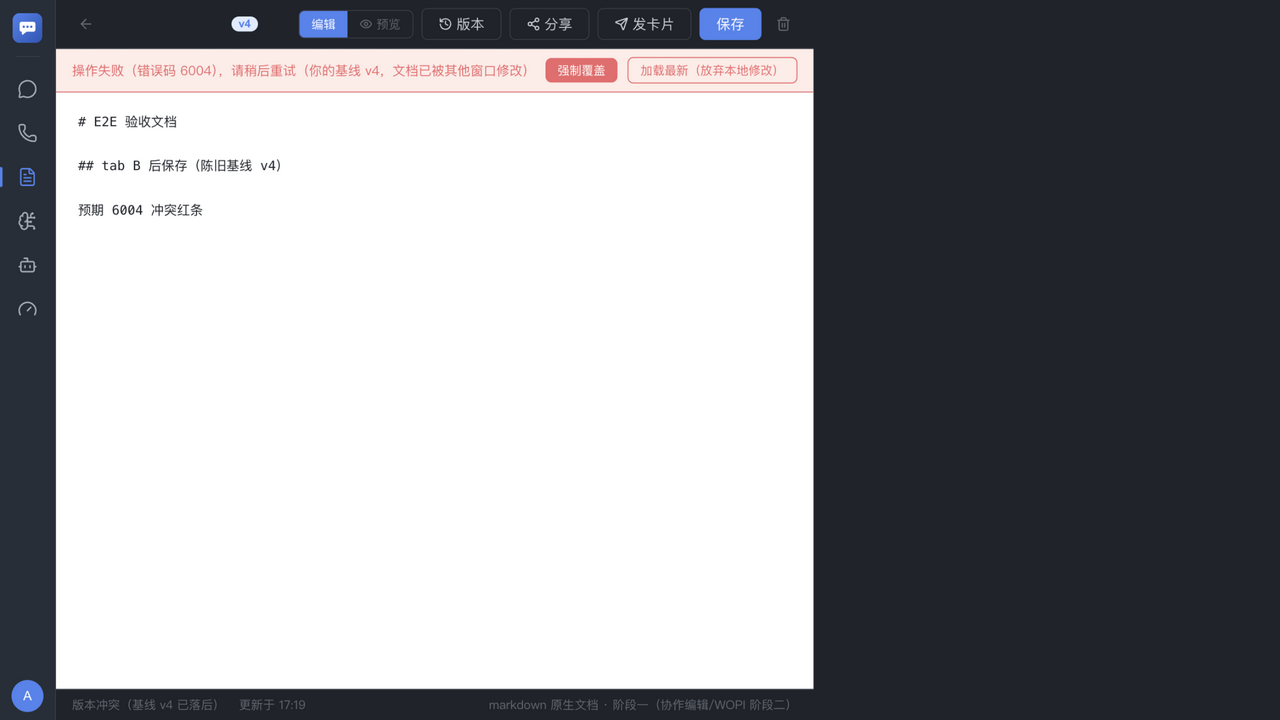 v4 编辑 预览 版本 分享 发卡片 保存
操作失败（错误码 6004），请稍后重试（你的基线 v4，文档已被其他窗口修改） 强制覆盖 加载最新（放弃本地修改）
# E2E 验收文档
## tab B 后保存（陈旧基线 v4）
预期 6004 冲突红条
A
版本冲突（基线 v4 已落后） 更新于 17:19 markdown 原生文档 · 阶段一（协作编辑/WOPI 阶段二）